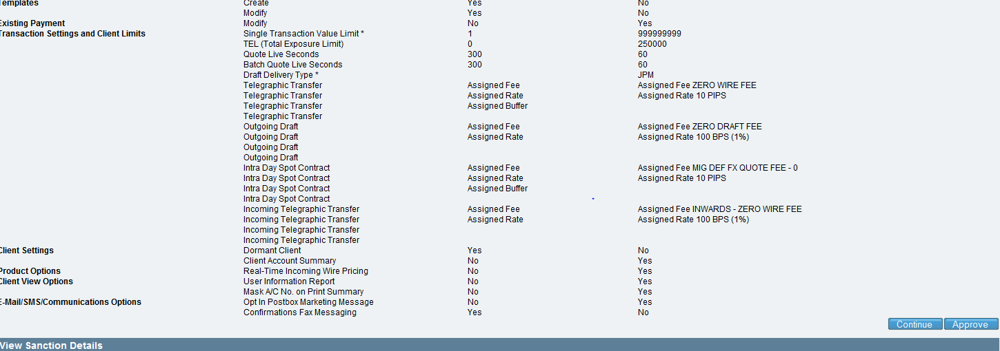 Templates Create Yes No
Modify Yes No
Existing Payment Modify No Yes
Transaction Settings and Client Limits Single Transaction Value Limit * 1 999999999
TEL (Total Exposure Limit) 0 250000
Quote Live Seconds 300 60
Batch Quote Live Seconds 300 60
Draft Delivery Type * JPM
Telegraphic Transfer Assigned Fee Assigned Fee ZERO WIRE FEE
Telegraphic Transfer Assigned Rate Assigned Rate 10 PIPS
Telegraphic Transfer Assigned Buffer
Telegraphic Transfer
Outgoing Draft Assigned Fee Assigned Fee ZERO DRAFT FEE
Outgoing Draft Assigned Rate Assigned Rate 100 BPS (1%)
Outgoing Draft
Outgoing Draft
Intra Day Spot Contract Assigned Fee Assigned Fee MIG DEF FX QUOTE FEE - 0
Intra Day Spot Contract Assigned Rate Assigned Rate 10 PIPS
Intra Day Spot Contract Assigned Buffer
Intra Day Spot Contract
Incoming Telegraphic Transfer Assigned Fee Assigned Fee INWARDS - ZERO WIRE FEE
Incoming Telegraphic Transfer Assigned Rate Assigned Rate 100 BPS (1%)
Incoming Telegraphic Transfer
Incoming Telegraphic Transfer
Client Settings Dormant Client Yes No
Client Account Summary No Yes
Product Options Real-Time Incoming Wire Pricing No Yes
Client View Options User Information Report No Yes
Mask A/C No. on Print Summary No Yes
E-Mail/SMS/Communications Options Opt In Postbox Marketing Message No Yes
Confirmations Fax Messaging Yes No
Continue Approve
View Sanction Details